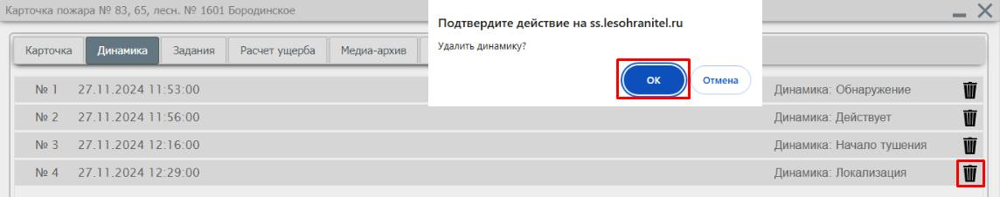 Карточка пожара № 83, 65, лесн. № 1601 Бородинское
Подтвердите действие на ss.lesohranitel.ru
Удалить динамику?
ОК
Отмена
Карточка
Динамика
Задания
Расчет ущерба
Медиа-архив
№ 1 27.11.2024 11:53:00 Динамика: Обнаружение
№ 2 27.11.2024 11:56:00 Динамика: Действует
№ 3 27.11.2024 12:16:00 Динамика: Начало тушения
№ 4 27.11.2024 12:29:00 Динамика: Локализация